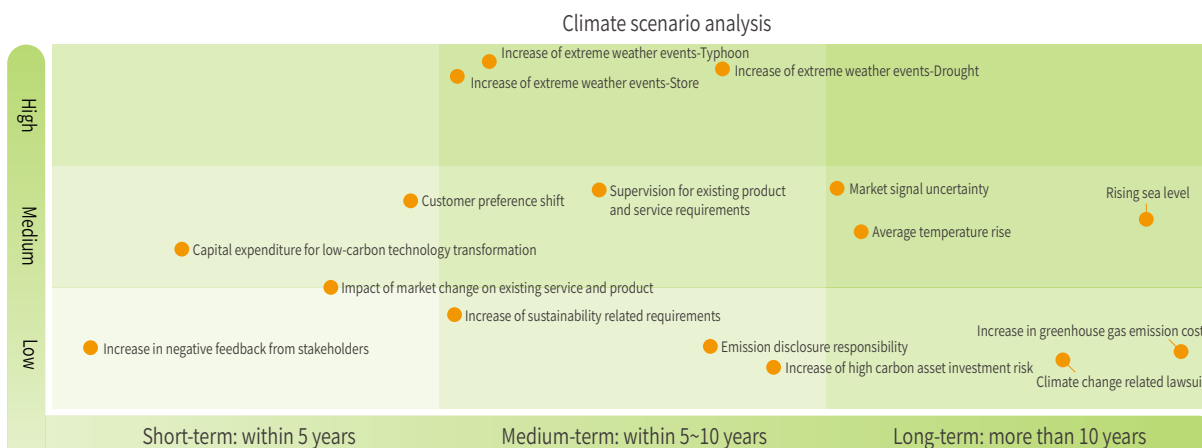 Climate scenario analysis
High
Medium
Low
Increase of extreme weather events-Typhoon
Increase of extreme weather events-Store
Increase of extreme weather events-Drought
Customer preference shift
Supervision for existing product
and service requirements
Market signal uncertainty
Rising sea level
Average temperature rise
Capital expenditure for low-carbon technology transformation
Impact of market change on existing service and product
Increase of sustainability related requirements
Increase in negative feedback from stakeholders
Emission disclosure responsibility
Increase of high carbon asset investment risk
Increase in greenhouse gas emission cost
Climate change related lawsui
Short-term: within 5 years
Medium-term: within 5~10 years
Long-term: more than 10 years